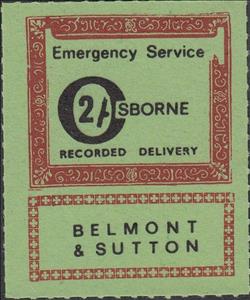 Emergency Service
2/- OSBORNE
RECORDED DELIVERY
BELMONT
& SUTTON